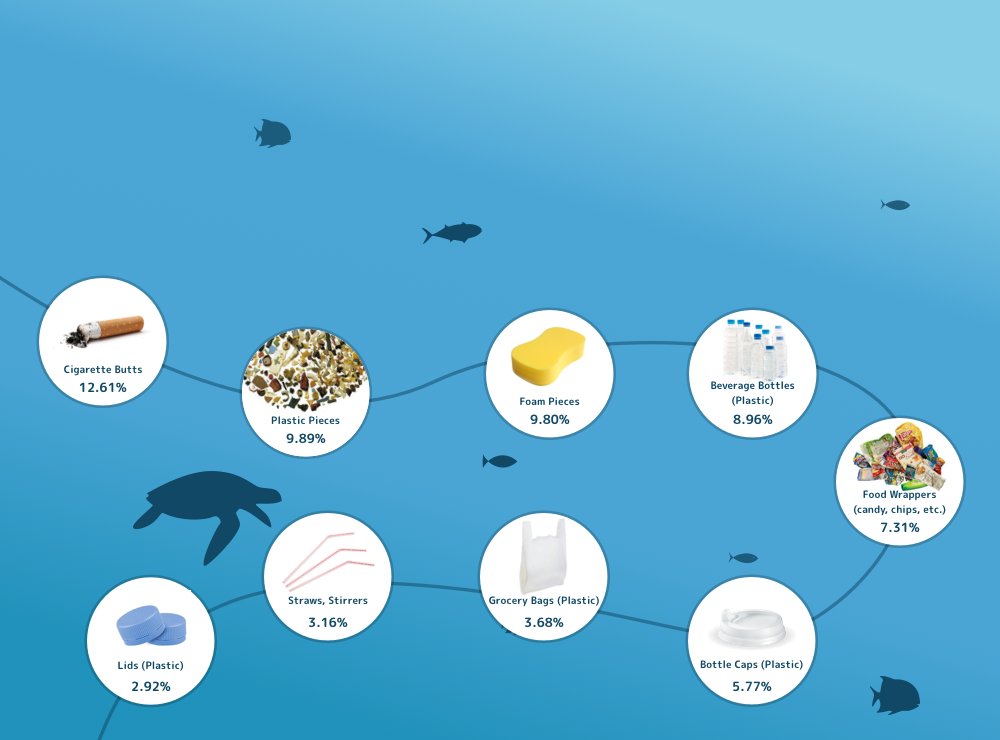 Cigarette Butts
12.61%
Plastic Pieces
9.89%
Foam Pieces
9.80%
Beverage Bottles
(Plastic)
8.96%
Food Wrappers
(candy, chips, etc.)
7.31%
Bottle Caps (Plastic)
5.77%
Grocery Bags (Plastic)
3.68%
Straws, Stirrers
3.16%
Lids (Plastic)
2.92%